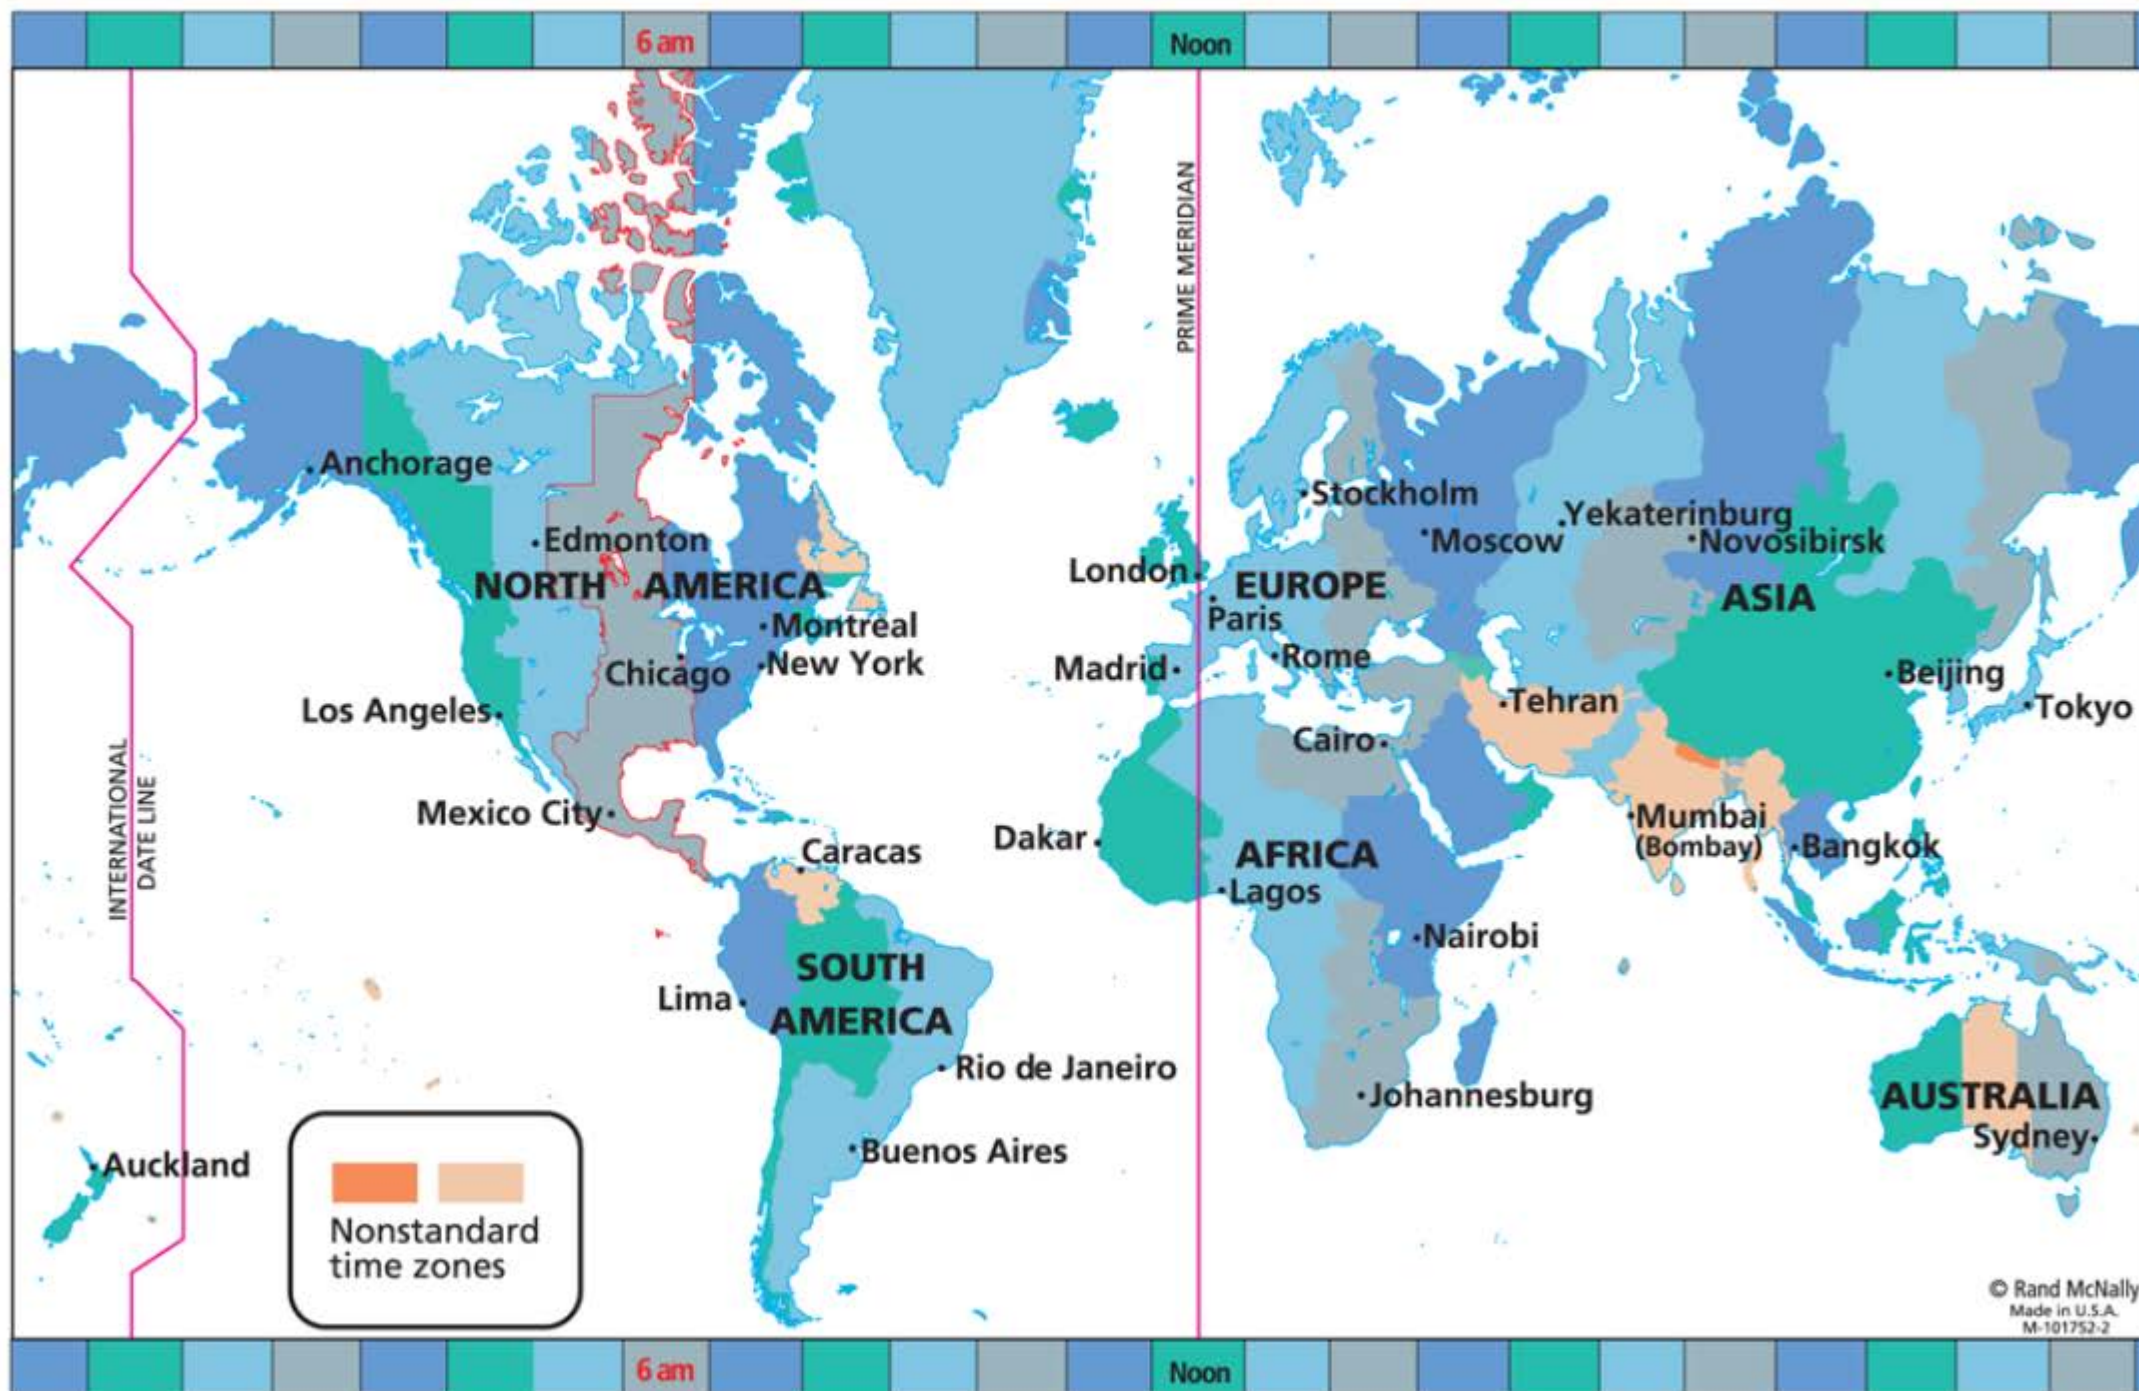 6 am
Noon
PRIME MERIDIAN
Anchorage
Stockholm
Yekaterinburg
Edmonton
Moscow
Novosibirsk
London
NORTH AMERICA
EUROPE
ASIA
Paris
Montreal
New York
Chicago
Madrid
Rome
Beijing
Los Angeles
Tehran
Tokyo
Cairo
INTERNATIONAL
DATE LINE
Mexico City
Mumbai
(Bombay)
Dakar
Caracas
AFRICA
Bangkok
Lagos
Nairobi
SOUTH
AMERICA
Lima
Rio de Janeiro
Johannesburg
AUSTRALIA
Sydney
Buenos Aires
Auckland
Nonstandard
time zones
© Rand McNally
Made in U.S.A.
M-101752-2
6 am
Noon